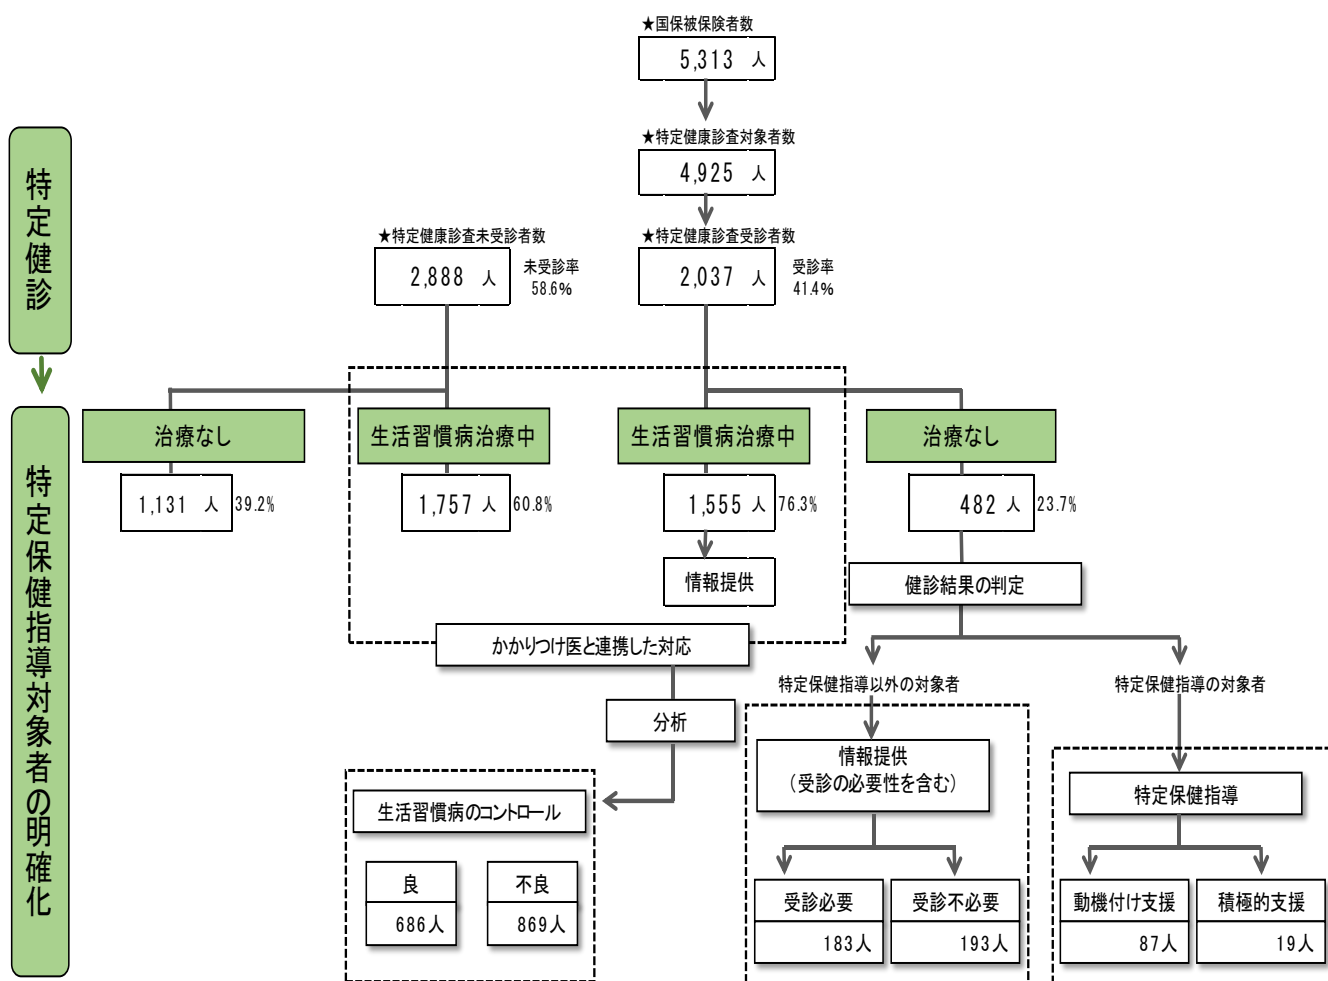 ★国保被保険者数
5,313 人
★特定健康診査対象者数
4,925 人
特定健診
★特定健康診査未受診者数
2,888 人
未受診率
58.6%
★特定健康診査受診者数
2,037 人
受診率
41.4%
特定保健指導対象者の明確化
治療なし
1,131 人 39.2%
生活習慣病治療中
1,757 人 60.8%
生活習慣病治療中
1,555 人 76.3%
治療なし
482 人 23.7%
情報提供
健診結果の判定
かかりつけ医と連携した対応
特定保健指導以外の対象者
特定保健指導の対象者
分析
情報提供
（受診の必要性を含む）
特定保健指導
生活習慣病のコントロール
良
686人
不良
869人
受診必要
183人
受診不必要
193人
動機付け支援
87人
積極的支援
19人